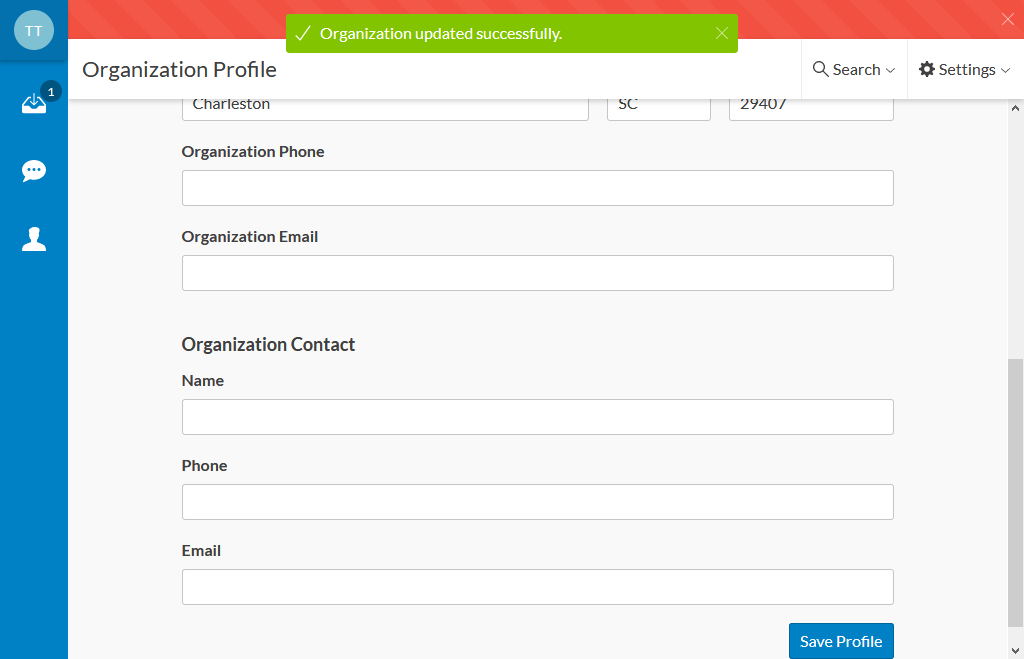 TT
Organization updated successfully.
Organization Profile
Search
Settings
1
Charleston
SC
29407
Organization Phone
Organization Email
Organization Contact
Name
Phone
Email
Save Profile